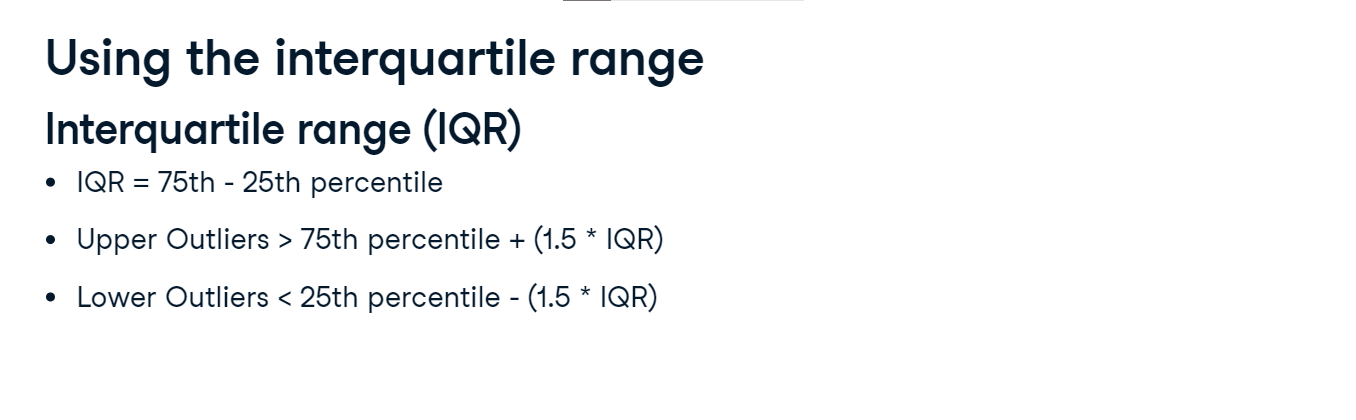 Using the interquartile range
Interquartile range (IQR)
• IQR = 75th - 25th percentile
• Upper Outliers > 75th percentile + (1.5 * IQR)
• Lower Outliers < 25th percentile - (1.5 * IQR)